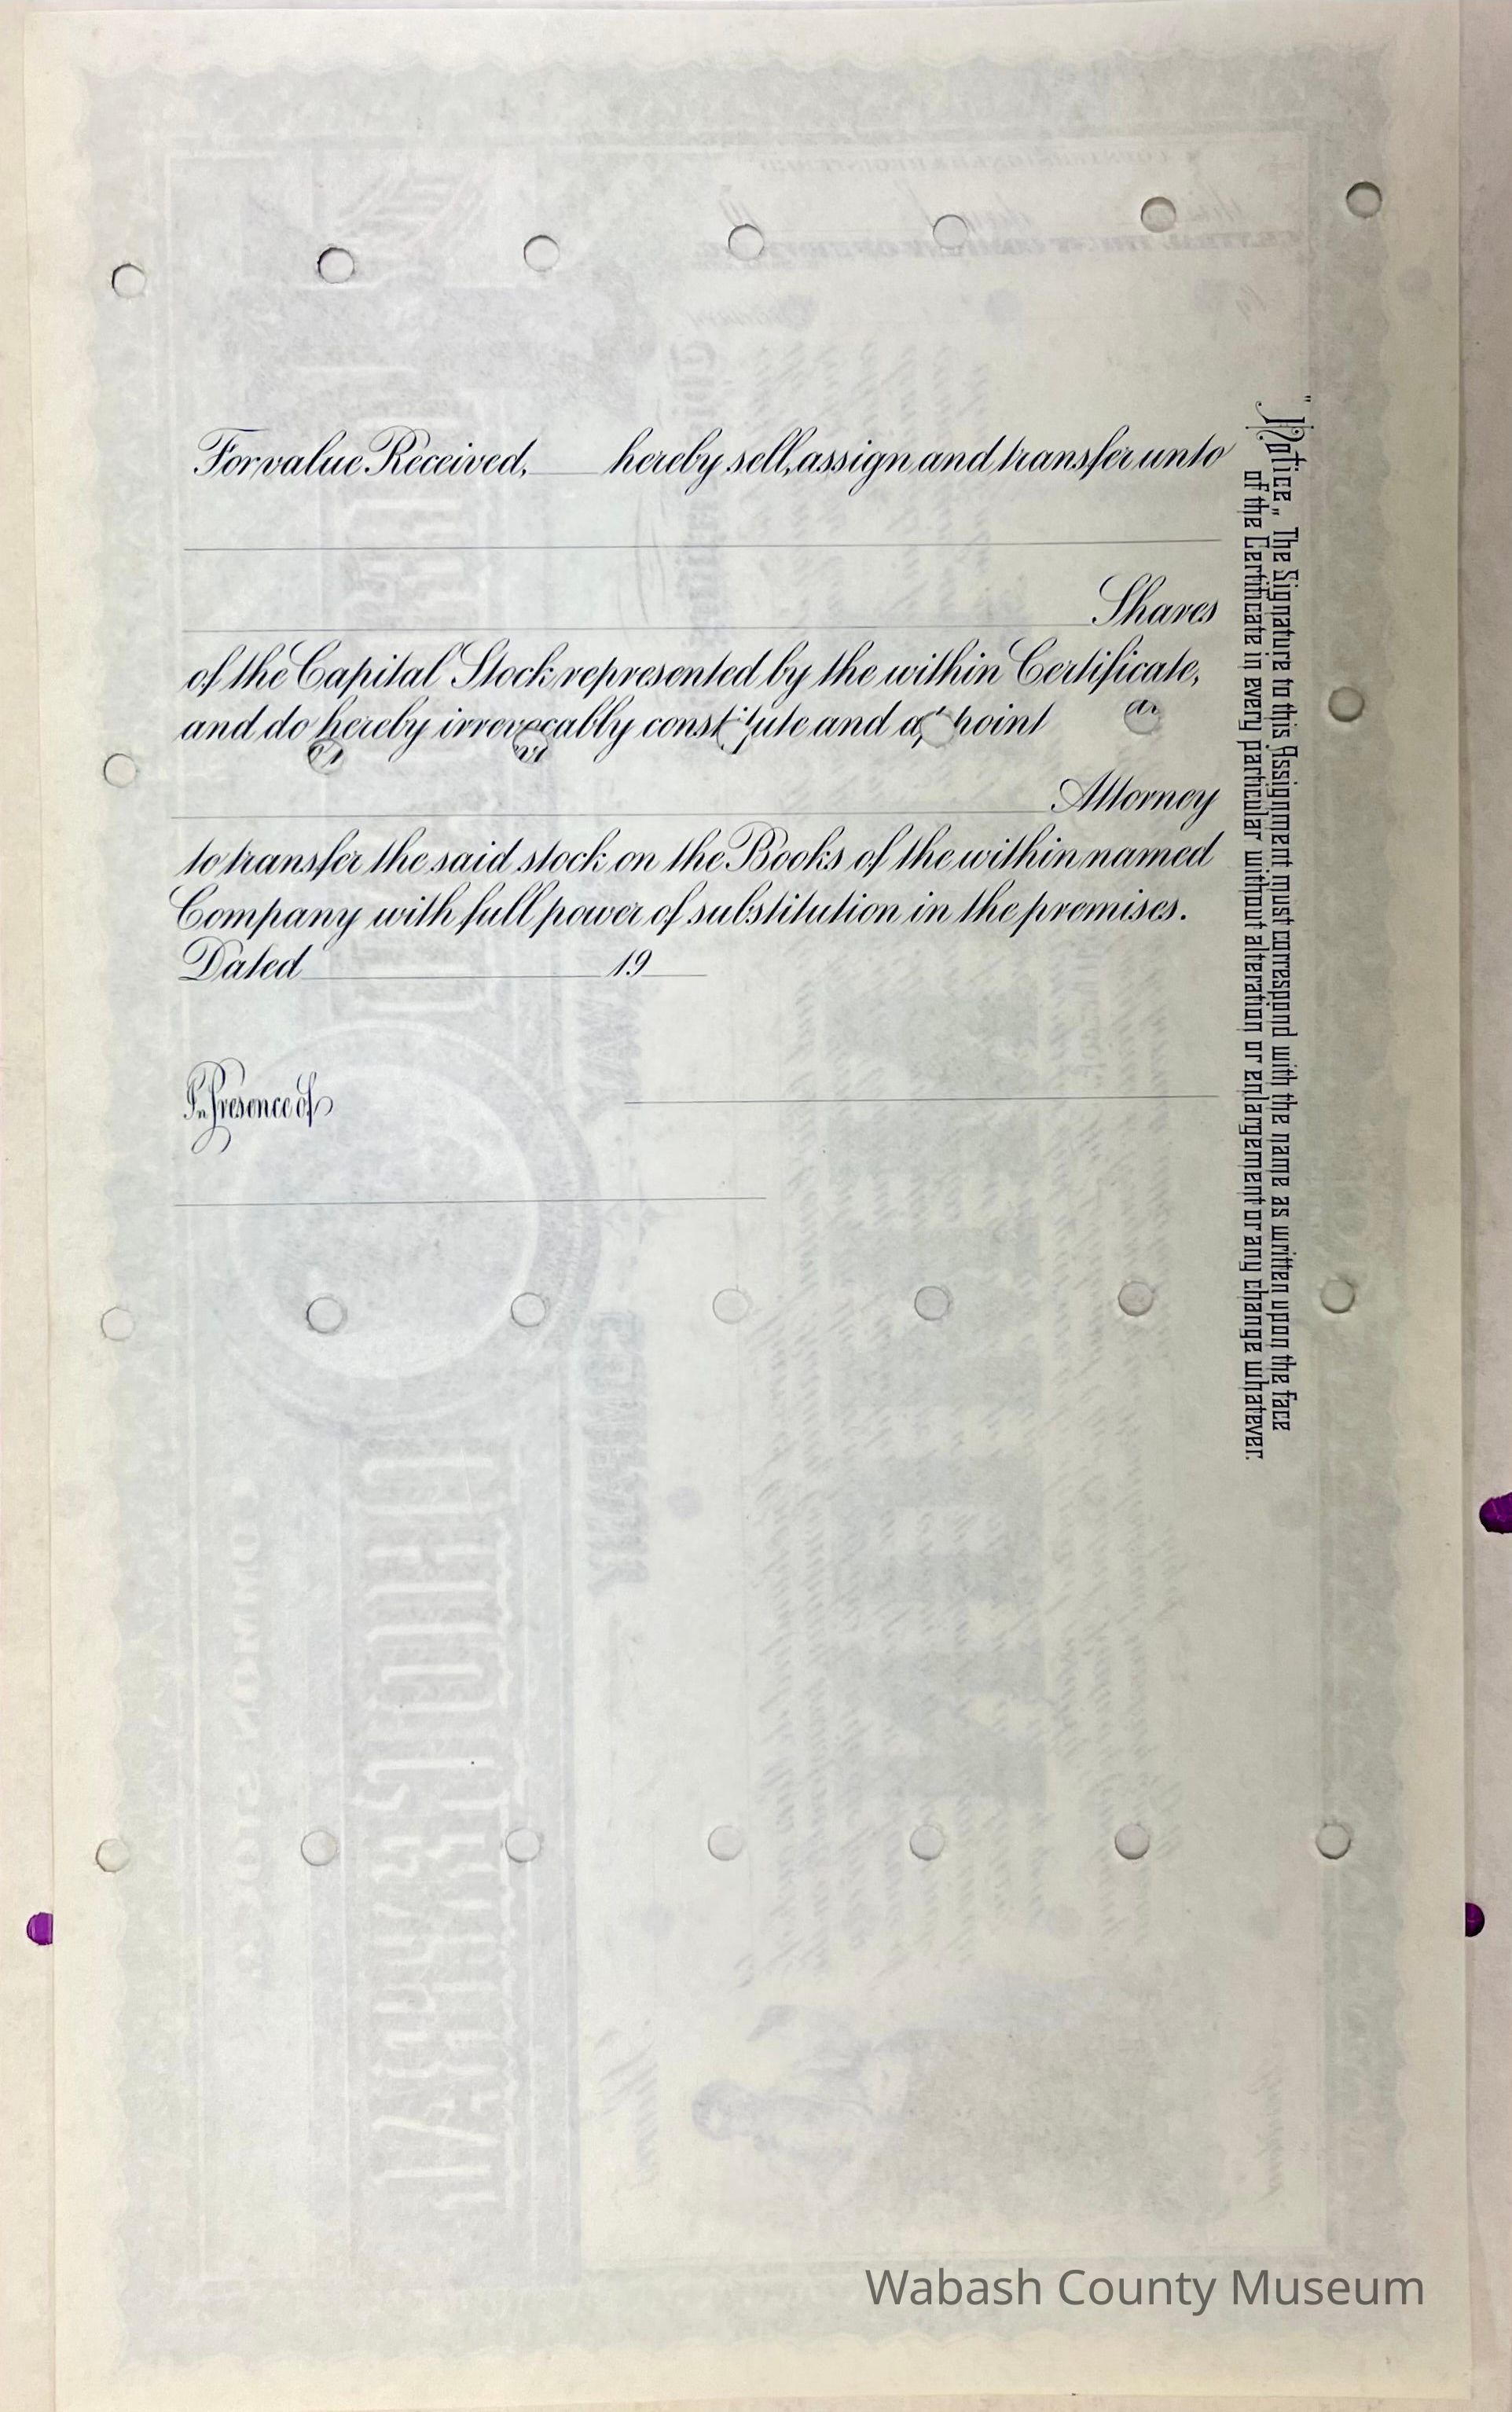 For value Received, hereby sell, assign and transfer unto
Shares
of the Capital Stock represented by the within Certificate,
and do hereby irrevocably constitute and appoint
Attorney
to transfer the said stock on the Books of the within named
Company with full power of substitution in the premises.
Dated 19
In Presence of
"Notice„ The Signature to this Assignment must correspond with the name as written upon the face
of the Certificate in every particular without alteration or enlargement or any change whatever.
Wabash County Museum